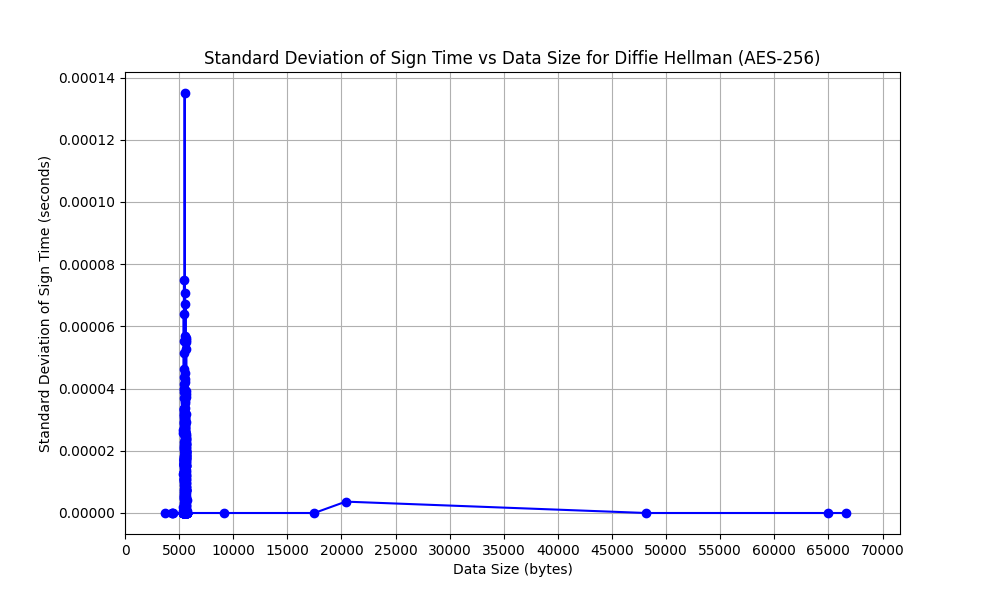 Standard Deviation of Sign Time vs Data Size for Diffie Hellman (AES-256)
Standard Deviation of Sign Time (seconds)
0.00014
0.00012
0.00010
0.00008
0.00006
0.00004
0.00002
0.00000
0 5000 10000 15000 20000 25000 30000 35000 40000 45000 50000 55000 60000 65000 70000
Data Size (bytes)